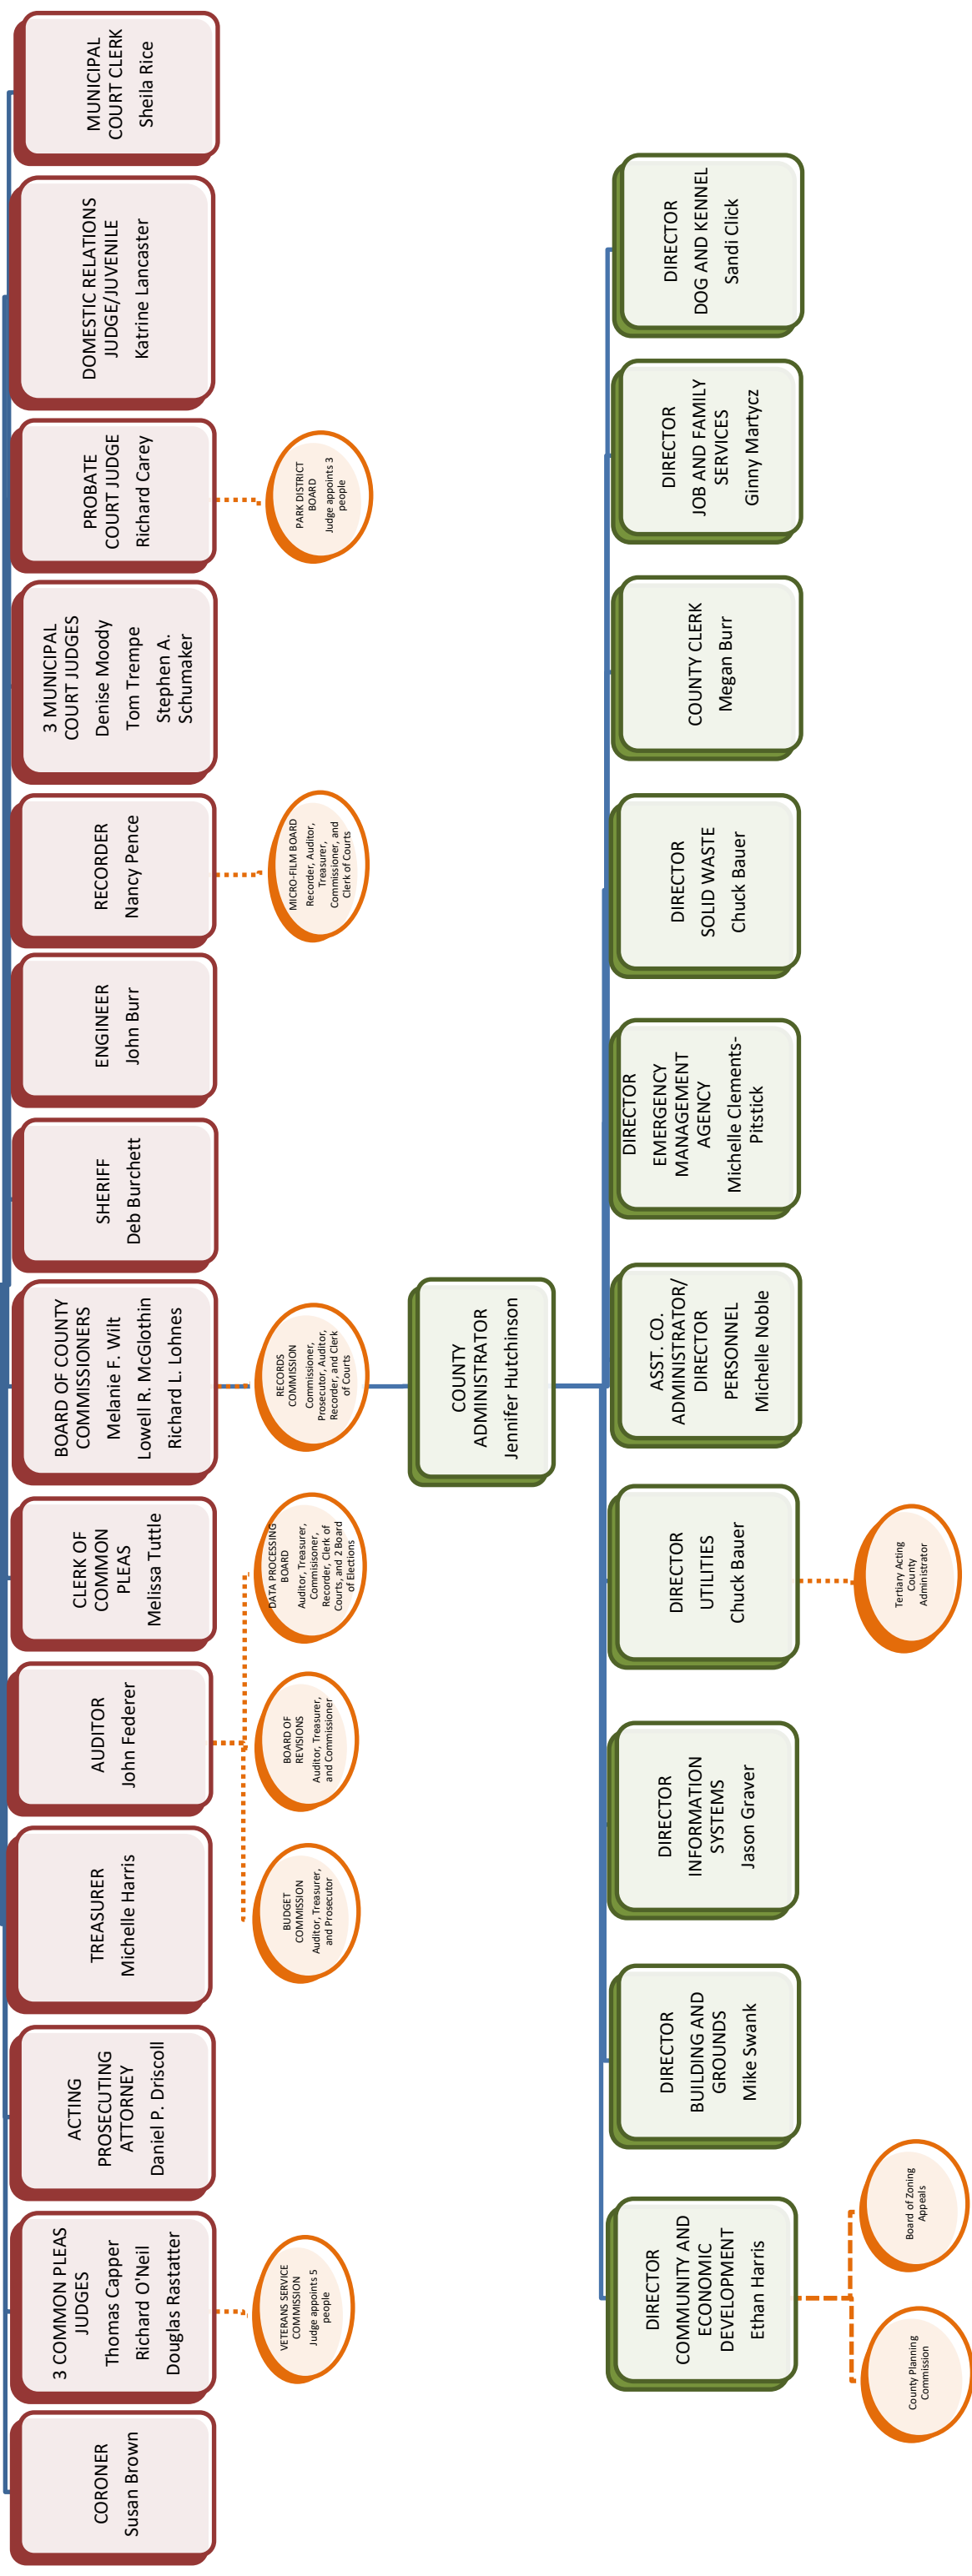 CORONER
Susan Brown
3 COMMON PLEAS
JUDGES
Thomas Capper
Richard O'Neil
Douglas Rastatter
ACTING
PROSECUTING
ATTORNEY
Daniel P. Driscoll
TREASURER
Michelle Harris
AUDITOR
John Federer
CLERK OF
COMMON
PLEAS
Melissa Tuttle
BOARD OF COUNTY
COMMISSIONERS
Melanie F. Wilt
Lowell R. McGlothin
Richard L. Lohnes
SHERIFF
Deb Burchett
ENGINEER
John Burr
RECORDER
Nancy Pence
3 MUNICIPAL
COURT JUDGES
Denise Moody
Tom Trempe
Stephen A.
Schumaker
PROBATE
COURT JUDGE
Richard Carey
DOMESTIC RELATIONS
JUDGE/JUVENILE
Katrine Lancaster
MUNICIPAL
COURT CLERK
Sheila Rice
VETERANS SERVICE
COMMISSION
Judge appoints 5
people
BUDGET
COMMISSION
Auditor, Treasurer,
and Prosecutor
BOARD OF
REVISIONS
Auditor, Treasurer,
and Commissioner
DATA PROCESSING
BOARD
Auditor, Treasurer,
Commisisoner,
Recorder, Clerk of
Courts, and 2 Board
of Elections
RECORDS
COMMISSION
Commissioner,
Prosecutor, Auditor,
Recorder, and Clerk
of Courts
MICRO-FILM BOARD
Recorder, Auditor,
Treasurer,
Commissioner, and
Clerk of Courts
PARK DISTRICT
BOARD
Judge appoints 3
people
COUNTY
ADMINISTRATOR
Jennifer Hutchinson
DIRECTOR
COMMUNITY AND
ECONOMIC
DEVELOPMENT
Ethan Harris
DIRECTOR
BUILDING AND
GROUNDS
Mike Swank
DIRECTOR
INFORMATION
SYSTEMS
Jason Graver
DIRECTOR
UTILITIES
Chuck Bauer
ASST. CO.
ADMINISTRATOR/
DIRECTOR
PERSONNEL
Michelle Noble
DIRECTOR
EMERGENCY
MANAGEMENT
AGENCY
Michelle Clements-
Pitstick
DIRECTOR
SOLID WASTE
Chuck Bauer
COUNTY CLERK
Megan Burr
DIRECTOR
JOB AND FAMILY
SERVICES
Ginny Martycz
DIRECTOR
DOG AND KENNEL
Sandi Click
County Planning
Commission
Board of Zoning
Appeals
Tertiary Acting
County
Administrator